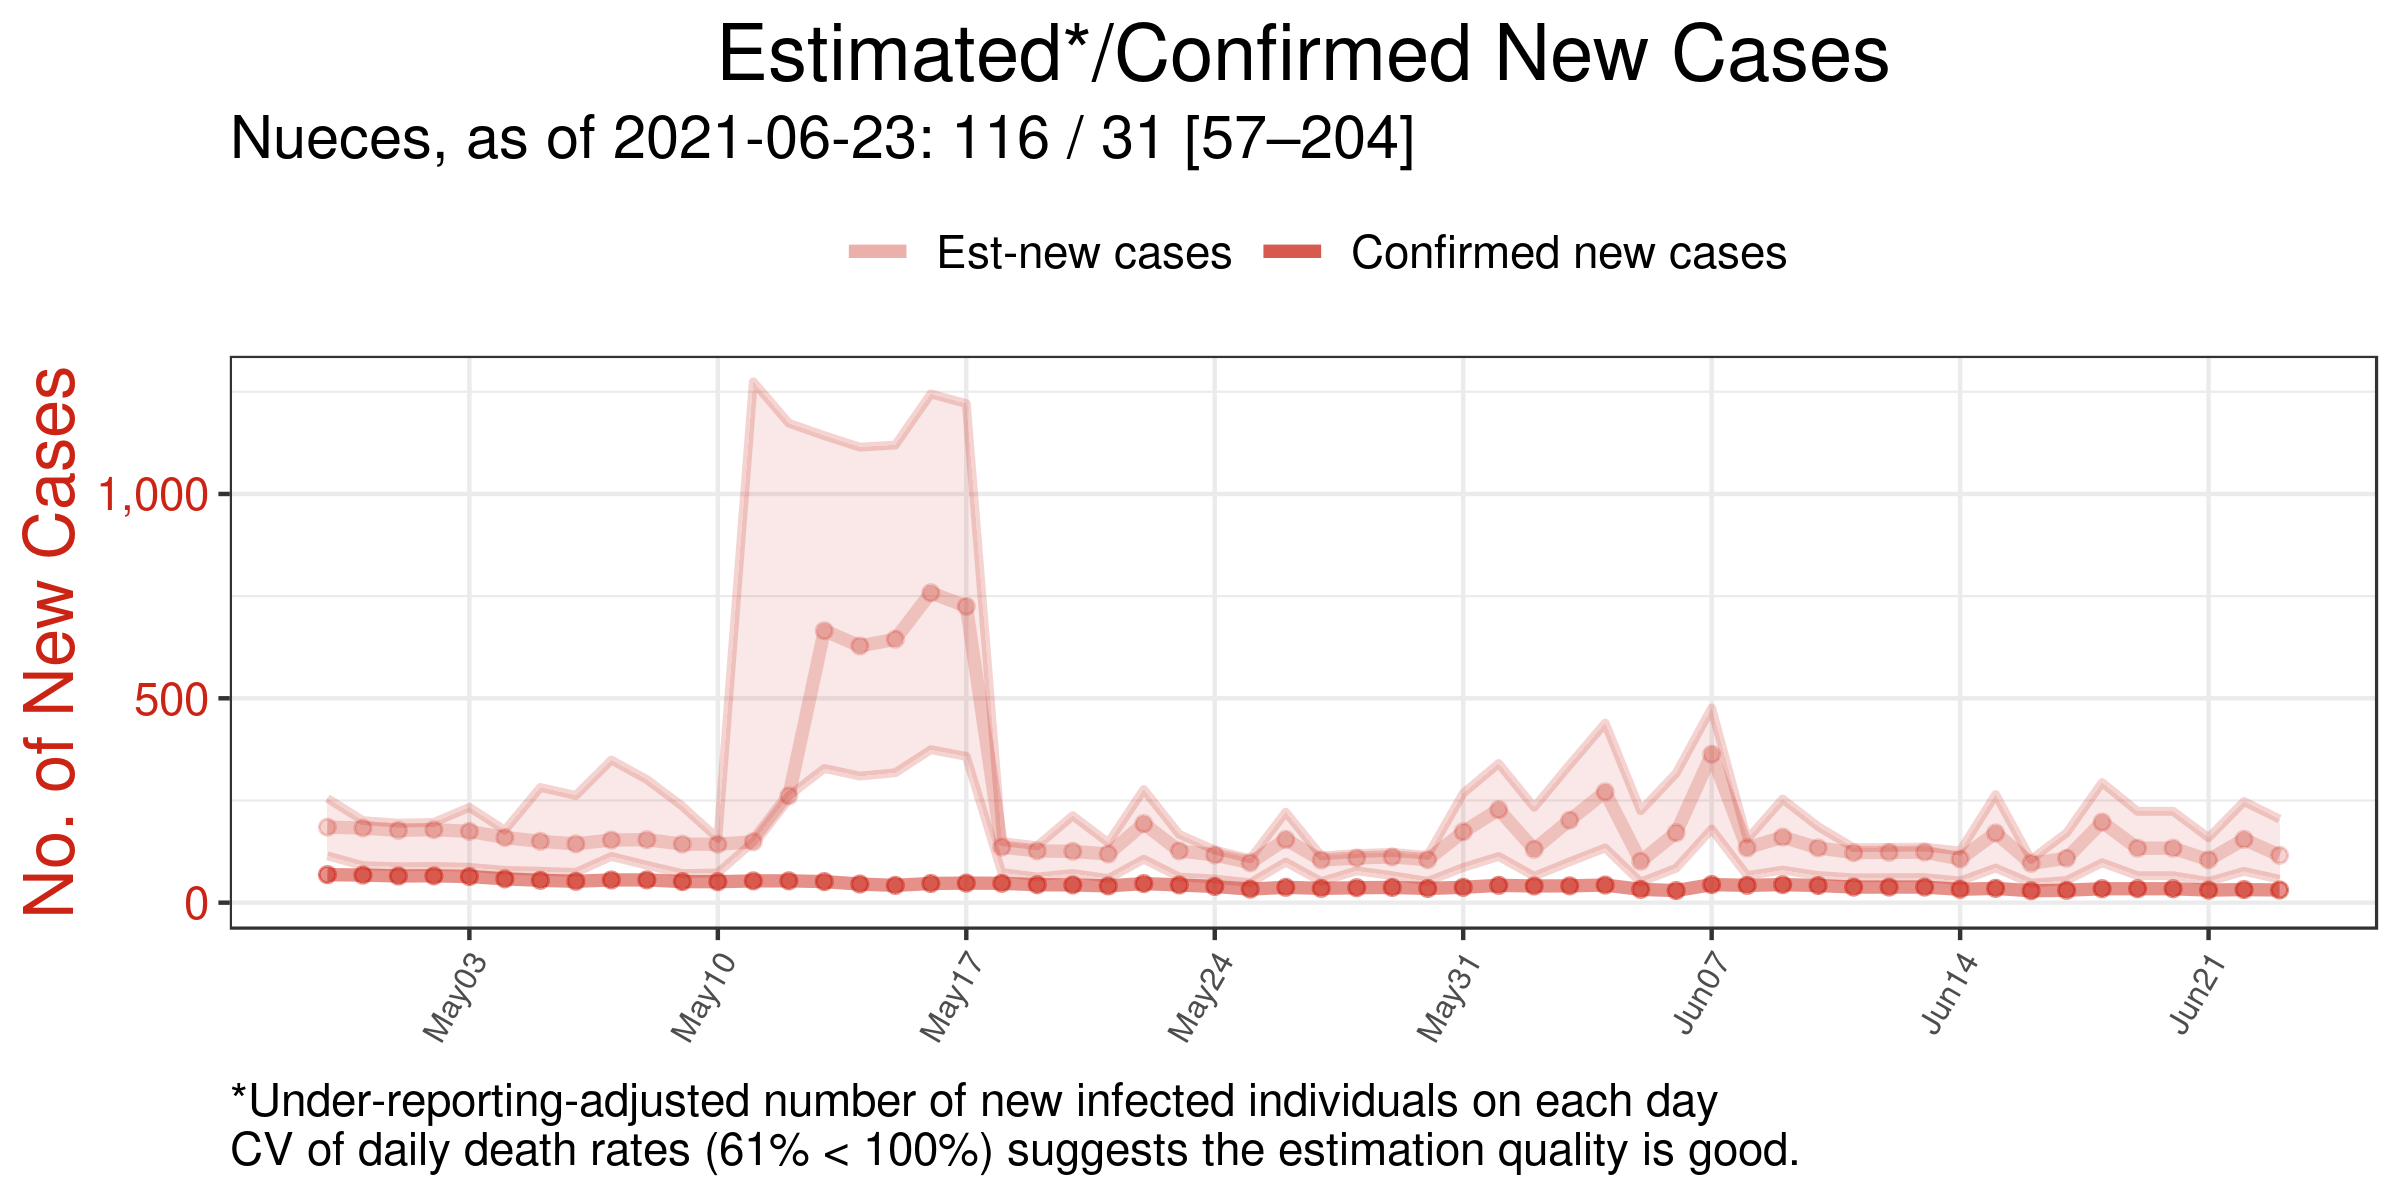 Estimated*/Confirmed New Cases
Nueces, as of 2021-06-23: 116 / 31 [57–204]
Est-new cases
Confirmed new cases
No. of New Cases
1,000
500
0
May03
May10
May17
May24
May31
Jun07
Jun14
Jun21
*Under-reporting-adjusted number of new infected individuals on each day
CV of daily death rates (61% < 100%) suggests the estimation quality is good.